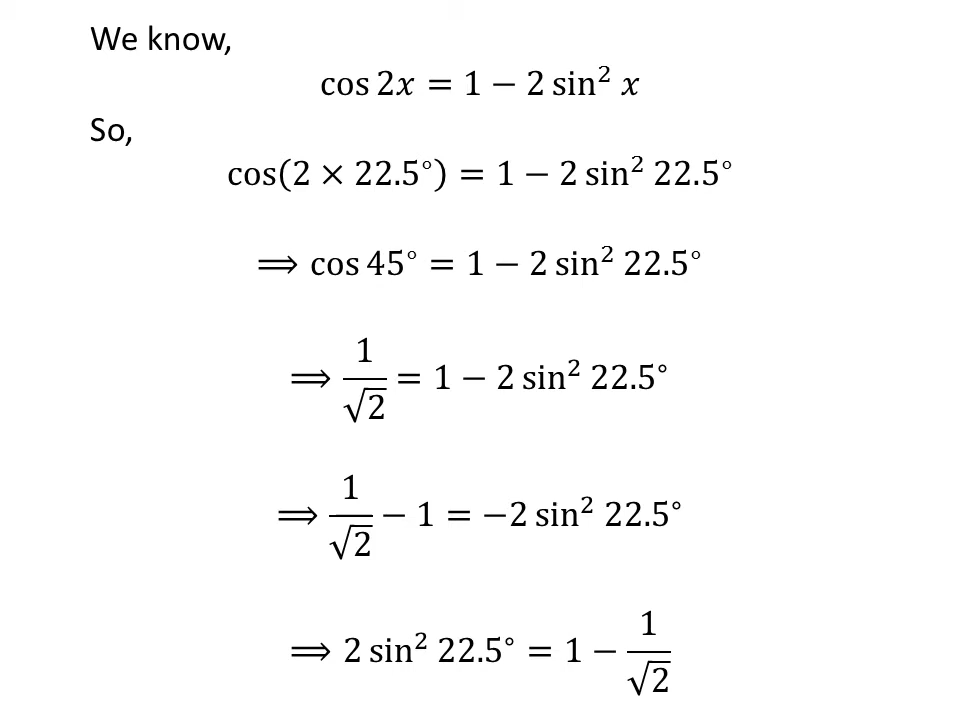 We know,
cos 2x = 1 − 2 sin² x
So,
cos(2 × 22.5°) = 1 − 2 sin² 22.5°
⟹ cos 45° = 1 − 2 sin² 22.5°
⟹ 1/√2 = 1 − 2 sin² 22.5°
⟹ 1/√2 − 1 = −2 sin² 22.5°
⟹ 2 sin² 22.5° = 1 − 1/√2